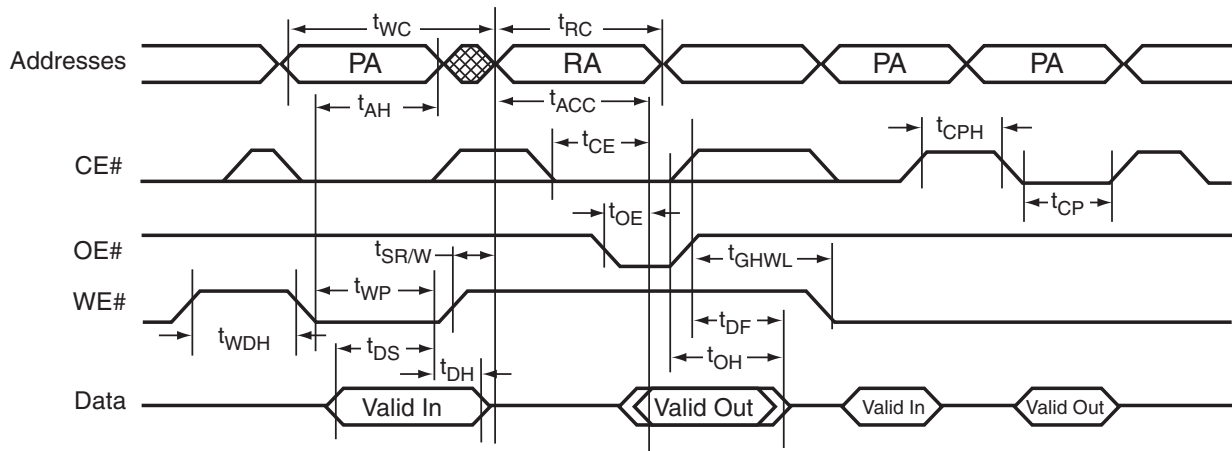 tWC
tRC
Addresses
PA
RA
PA
PA
tAH
tACC
tCPH
tCE
CE#
tCP
tOE
OE#
tSR/W
tGHWL
tWP
WE#
tDF
tWDH
tDS
tOH
tDH
Data
Valid In
Valid Out
Valid In
Valid Out